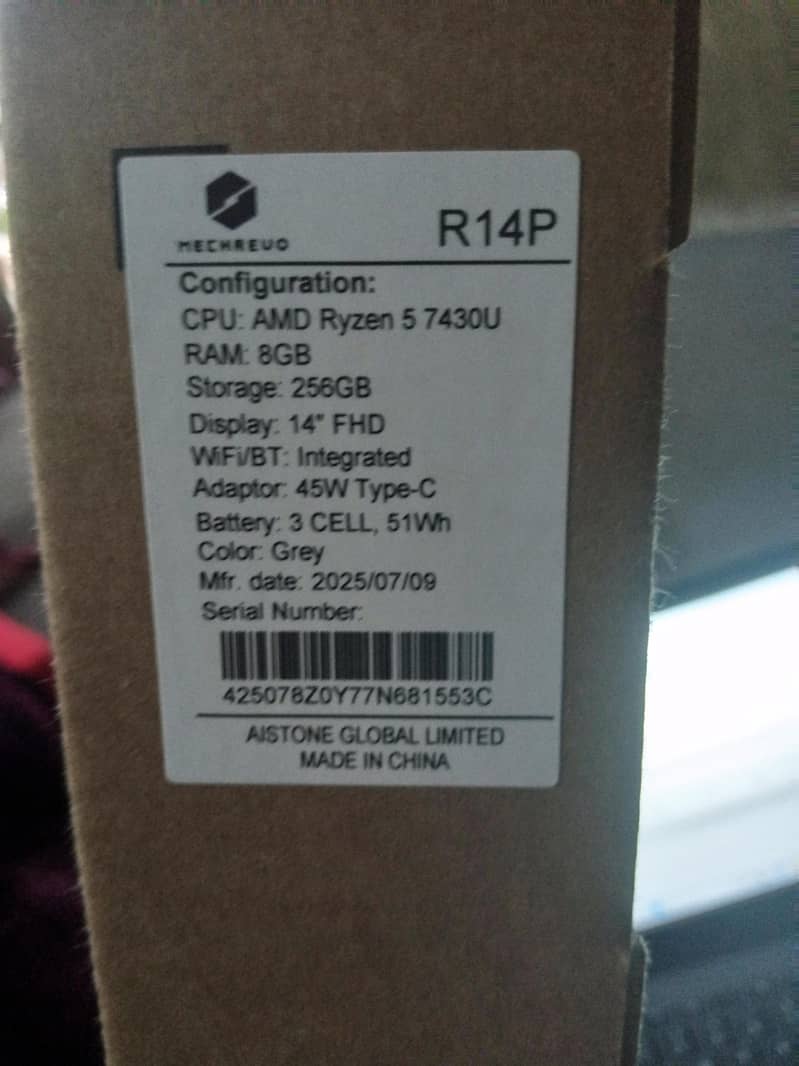 MECHREVO
R14P
Configuration:
CPU: AMD Ryzen 5 7430U
RAM: 8GB
Storage: 256GB
Display: 14" FHD
WiFi/BT: Integrated
Adaptor: 45W Type-C
Battery: 3 CELL, 51Wh
Color: Grey
Mfr. date: 2025/07/09
Serial Number:
425078Z0Y77N681553C
AISTONE GLOBAL LIMITED
MADE IN CHINA